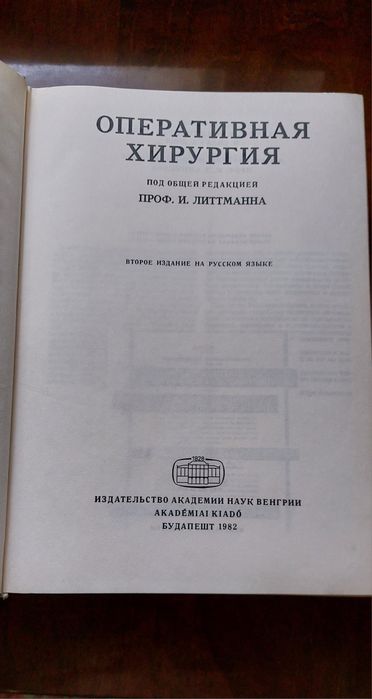 ОПЕРАТИВНАЯ
ХИРУРГИЯ
ПОД ОБЩЕЙ РЕДАКЦИЕЙ
ПРОФ. И. ЛИТТМАННА
ВТОРОЕ ИЗДАНИЕ НА РУССКОМ ЯЗЫКЕ
1828
ИЗДАТЕЛЬСТВО АКАДЕМИИ НАУК ВЕНГРИИ
AKADÉMIAI KIADÓ
БУДАПЕШТ 1982